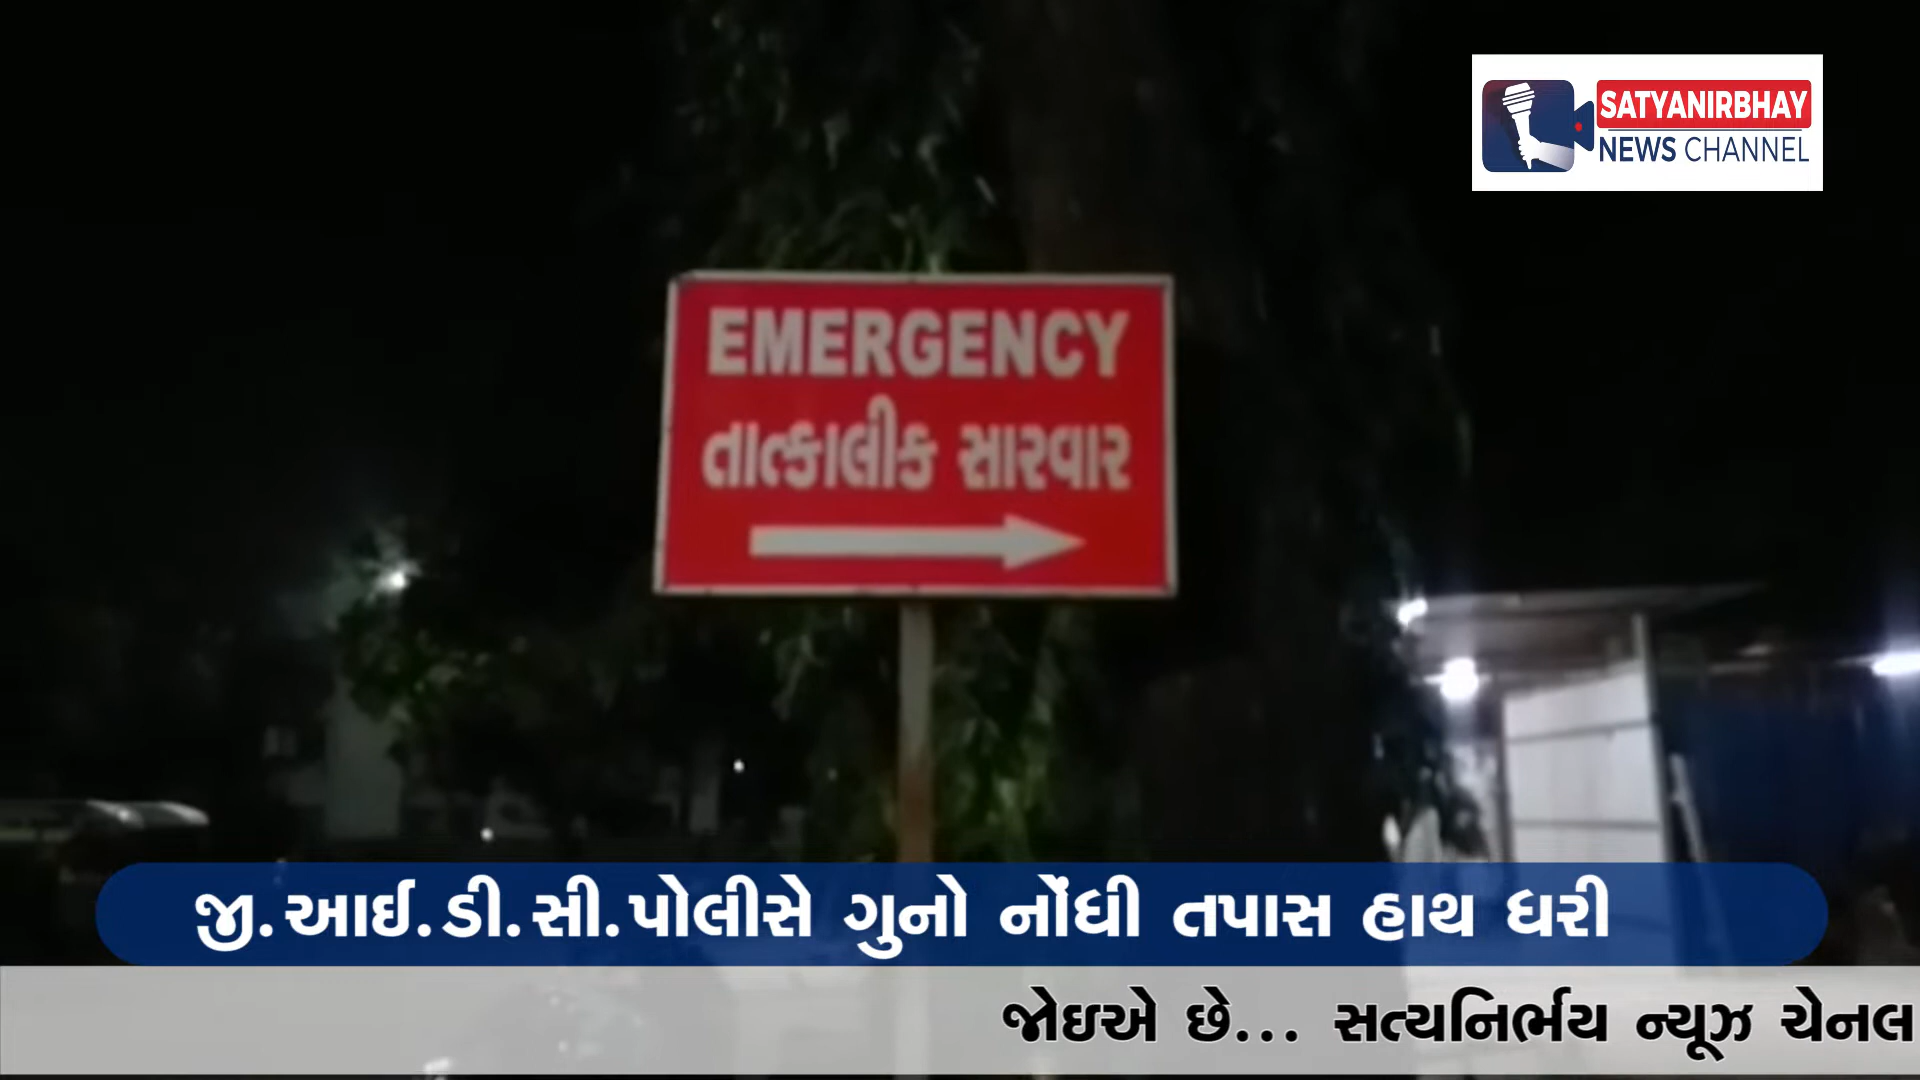 SATYANIRBHAY
NEWS CHANNEL
EMERGENCY
તાત્કાલીક સારવાર
જી.આઈ.ડી.સી.પોલીસે ગુનો નોંધી તપાસ હાથ ધરી
જોઇએ છે... સત્યનિર્ભય ન્યૂઝ ચેનલ